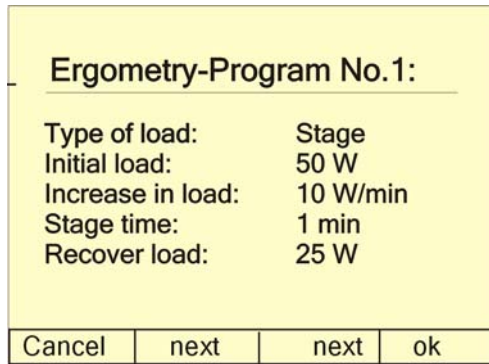 Ergometry-Program No.1:
Type of load: Stage
Initial load: 50 W
Increase in load: 10 W/min
Stage time: 1 min
Recover load: 25 W
Cancel next next ok